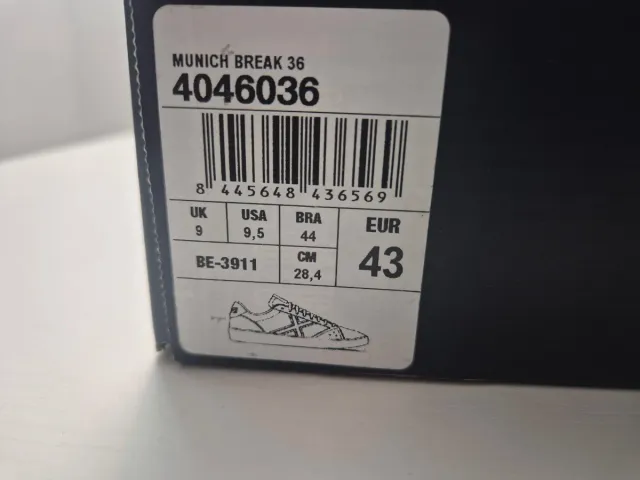 MUNICH BREAK 36
4046036
8 445648 436569
UK USA BRA EUR
9 9,5 44 43
BE-3911 CM
28,4